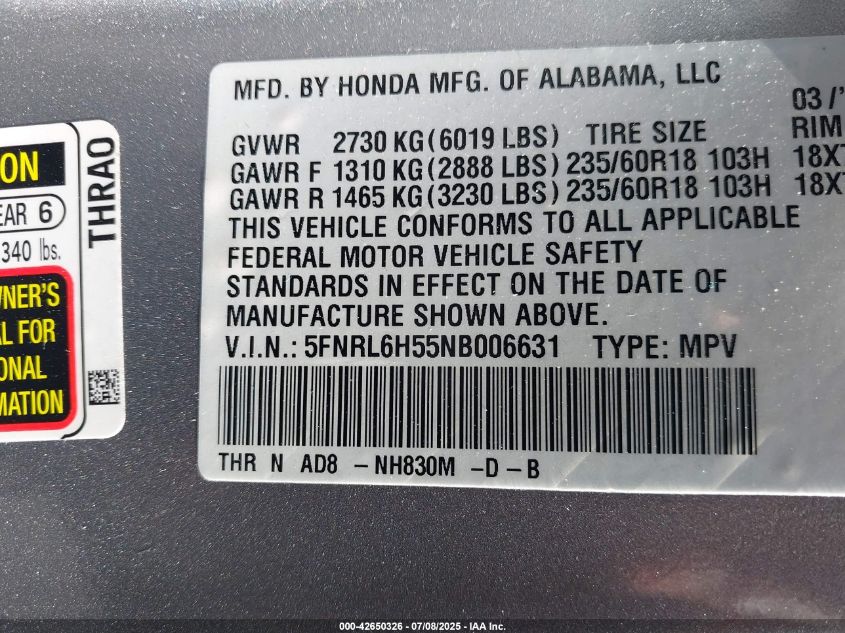 MFD. BY HONDA MFG. OF ALABAMA, LLC
03 /'
GVWR 2730 KG (6019 LBS) TIRE SIZE RIM
GAWR F 1310 KG (2888 LBS) 235/60R18 103H 18X7
GAWR R 1465 KG (3230 LBS) 235/60R18 103H 18X7
THIS VEHICLE CONFORMS TO ALL APPLICABLE
FEDERAL MOTOR VEHICLE SAFETY
STANDARDS IN EFFECT ON THE DATE OF
MANUFACTURE SHOWN ABOVE.
V.I.N.: 5FNRL6H55NB006631 TYPE: MPV
THR N AD8 - NH830M - D - B
ON
EAR 6
340 lbs.
WNER'S
AL FOR
ONAL
MATION
THRAO
000-42650326 - 07/08/2025 - IAA Inc.